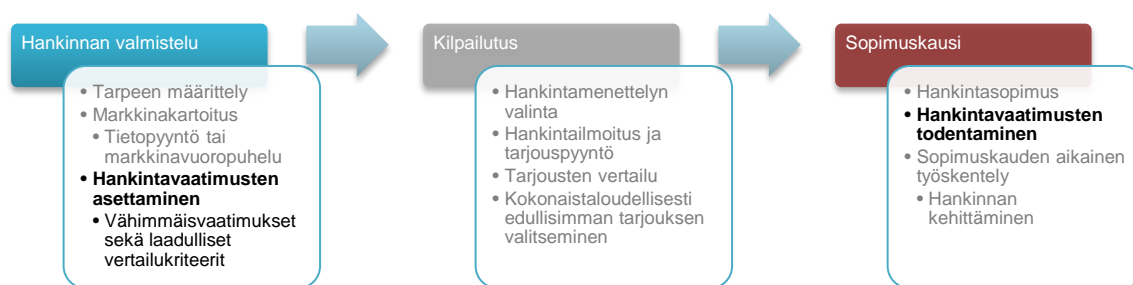 Hankinnan valmistelu
• Tarpeen määrittely
• Markkinakartoitus
• Tietopyyntö tai
markkinavuoropuhelu
• Hankintavaatimusten
asettaminen
• Vähimmäisvaatimukset
sekä laadulliset
vertailukriteerit
Kilpailutus
• Hankintamenettelyn
valinta
• Hankintailmoitus ja
tarjouspyyntö
• Tarjousten vertailu
• Kokonaistaloudellisesti
edullisimman tarjouksen
valitseminen
Sopimuskausi
• Hankintasopimus
• Hankintavaatimusten
todentaminen
• Sopimuskauden aikainen
työskentely
• Hankinnan
kehittäminen